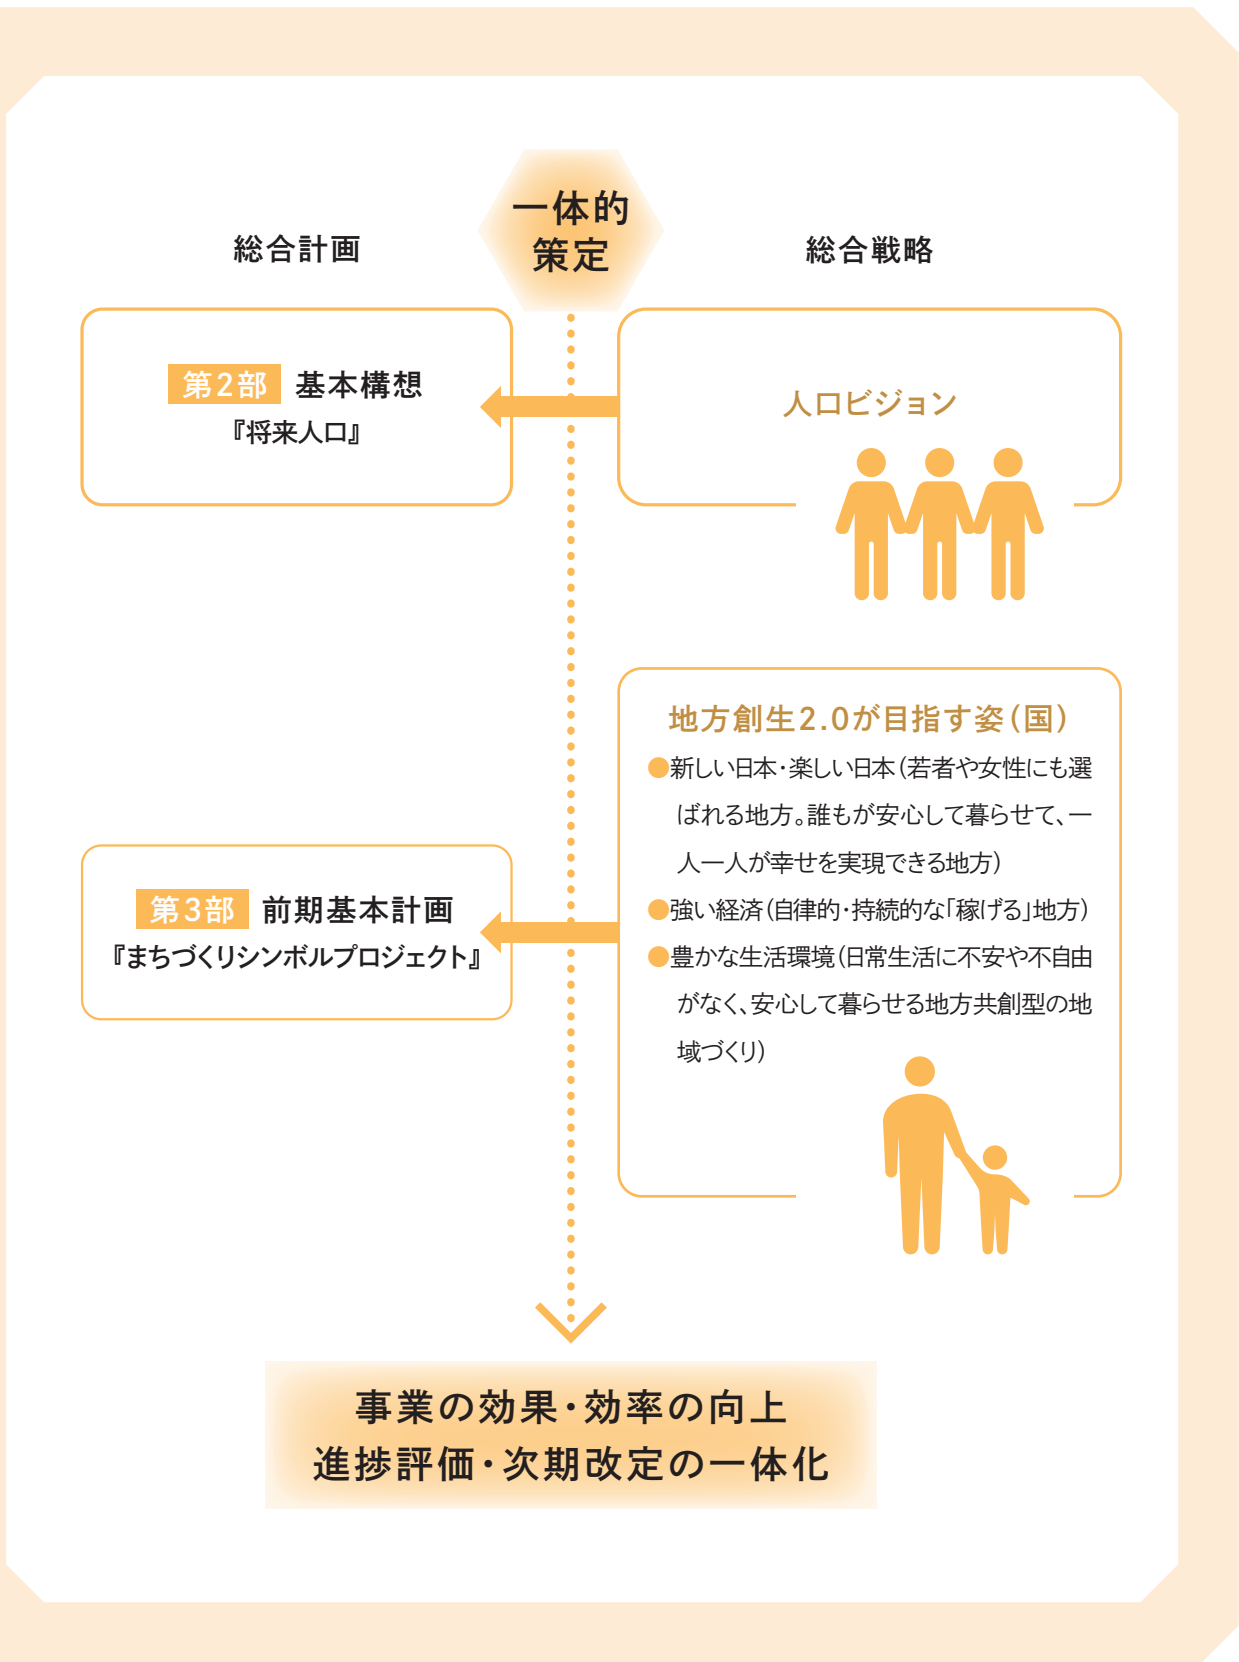 一体的
策定
総合計画
総合戦略
第2部 基本構想
『将来人口』
人口ビジョン
第3部 前期基本計画
『まちづくりシンボルプロジェクト』
地方創生2.0が目指す姿(国)
●新しい日本・楽しい日本(若者や女性にも選
ばれる地方。誰もが安心して暮らせて、一
人一人が幸せを実現できる地方)
●強い経済(自律的・持続的な「稼げる」地方)
●豊かな生活環境(日常生活に不安や不自由
がなく、安心して暮らせる地方共創型の地
域づくり)
事業の効果・効率の向上
進捗評価・次期改定の一体化